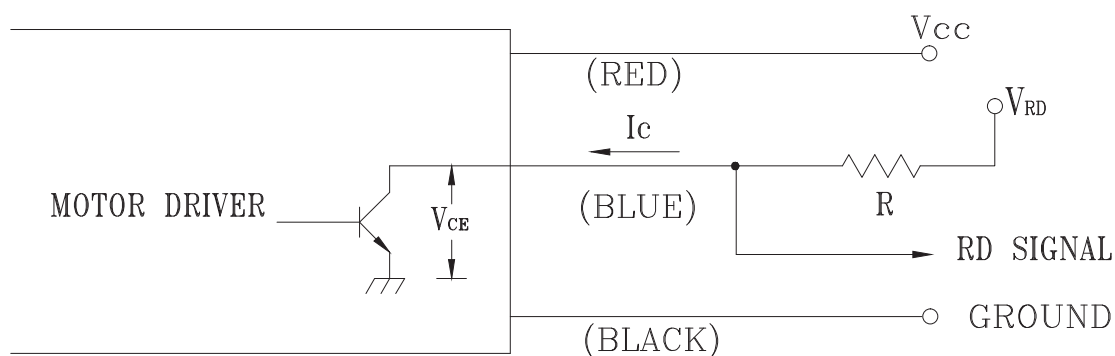 Vcc
(RED)
VRD
Ic
MOTOR DRIVER
VCE
(BLUE)
R
RD SIGNAL
GROUND
(BLACK)